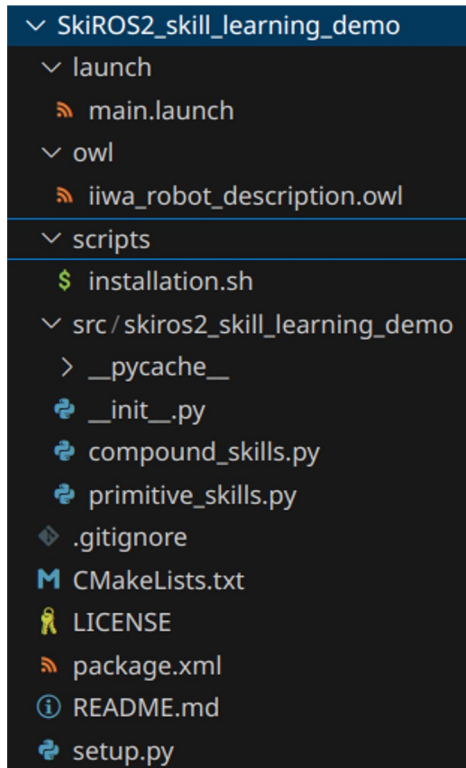 SkiROS2_skill_learning_demo
launch
main.launch
owl
iiwa_robot_description.owl
scripts
$ installation.sh
src/skiros2_skill_learning_demo
__pycache__
__init__.py
compound_skills.py
primitive_skills.py
.gitignore
M CMakeLists.txt
LICENSE
package.xml
README.md
setup.py